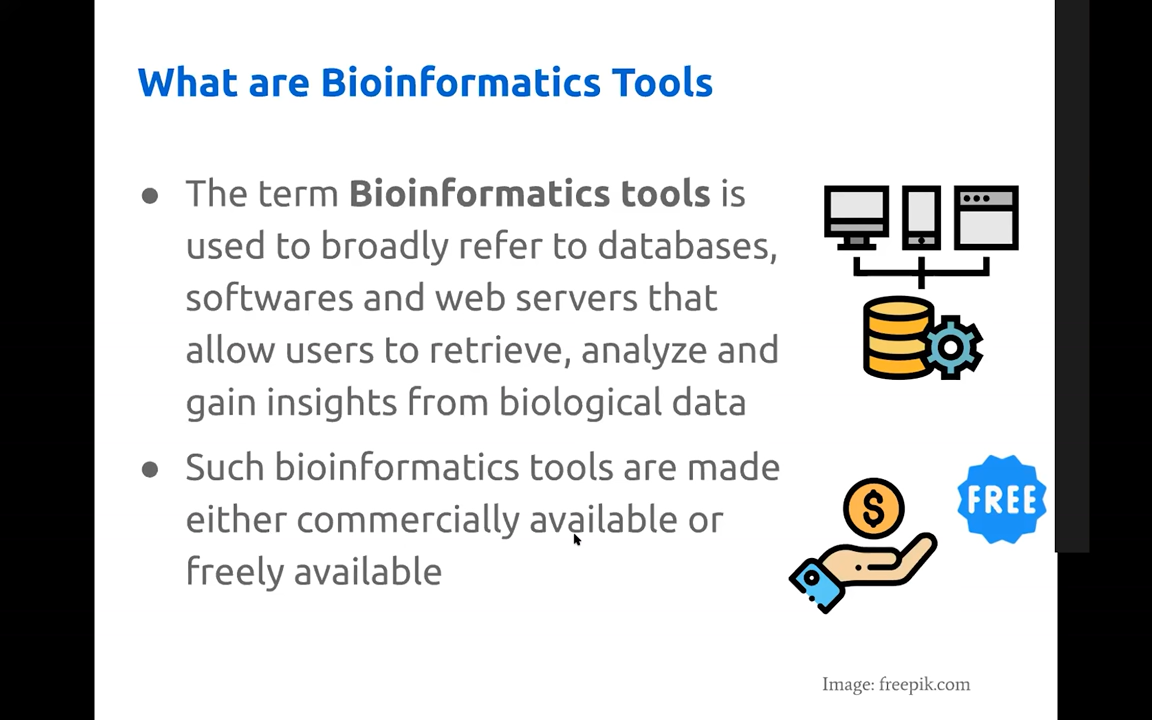 What are Bioinformatics Tools
● The term Bioinformatics tools is
used to broadly refer to databases,
softwares and web servers that
allow users to retrieve, analyze and
gain insights from biological data
● Such bioinformatics tools are made
either commercially available or
freely available
$
FREE
Image: freepik.com